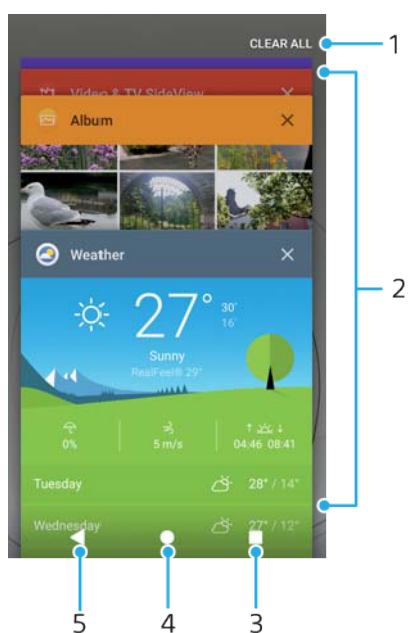 CLEAR ALL
1
Video & TV SideView
Album
Weather
2
27° 30°
16°
Sunny
RealFeel® 29°
0% 5 m/s ↑ ↓ 04:46 08:41
Tuesday 28° / 14°
Wednesday 27° / 12°
5 4 3